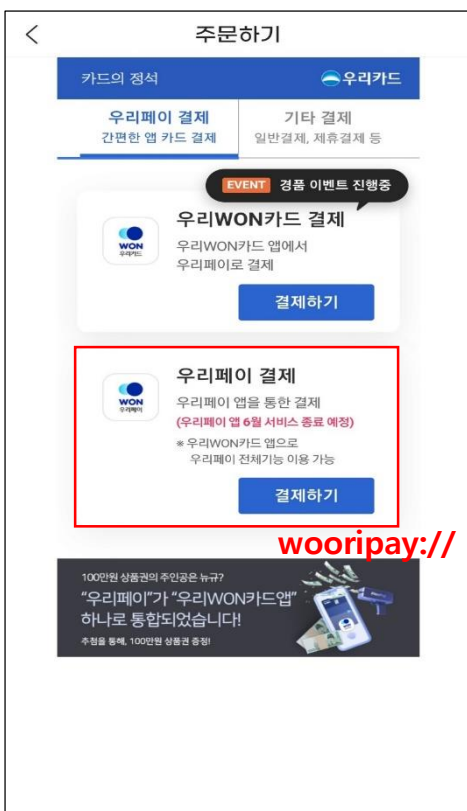 주문하기
카드의 정석
우리카드
우리페이 결제
간편한 앱 카드 결제
기타 결제
일반결제, 제휴결제 등
EVENT 경품 이벤트 진행중
WON
우리카드
우리WON카드 결제
우리WON카드 앱에서
우리페이로 결제
결제하기
WON
우리페이
우리페이 결제
우리페이 앱을 통한 결제
(우리페이 앱 6월 서비스 종료 예정)
※ 우리WON카드 앱으로
우리페이 전체기능 이용 가능
결제하기
wooripay://
100만원 상품권의 주인공은 뉴규?
“우리페이”가 “우리WON카드앱”
하나로 통합되었습니다!
추첨을 통해, 100만원 상품권 증정!